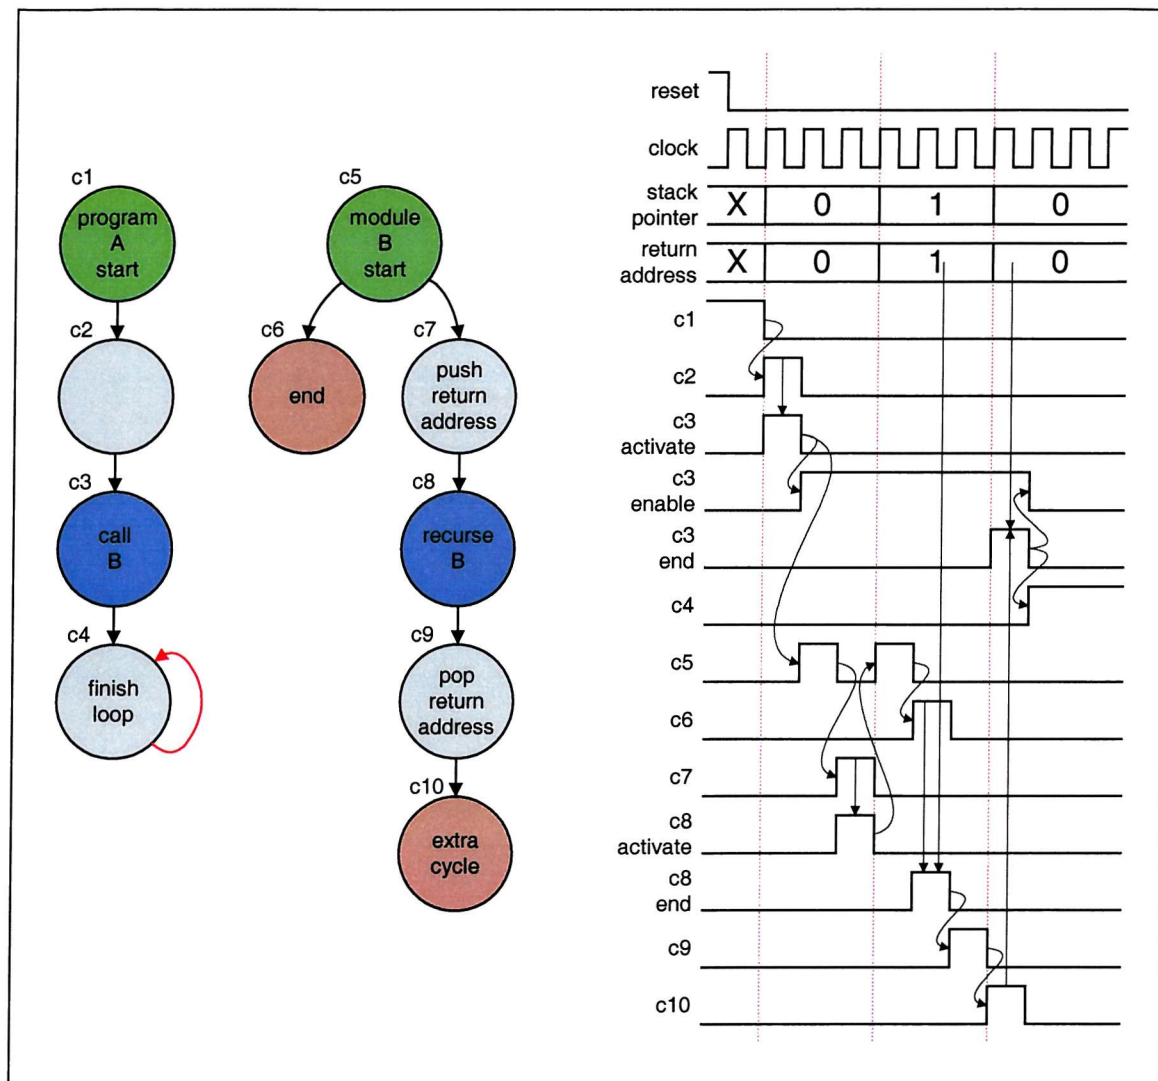 c1
program
A
start
c2
c3
call
B
c4
finish
loop
c5
module
B
start
c6
end
c7
push
return
address
c8
recurse
B
c9
pop
return
address
c10
extra
cycle
reset
clock
stack
pointer
X 0 1 0
return
address
X 0 1 0
c1
c2
c3
activate
c3
enable
c3
end
c4
c5
c6
c7
c8
activate
c8
end
c9
c10